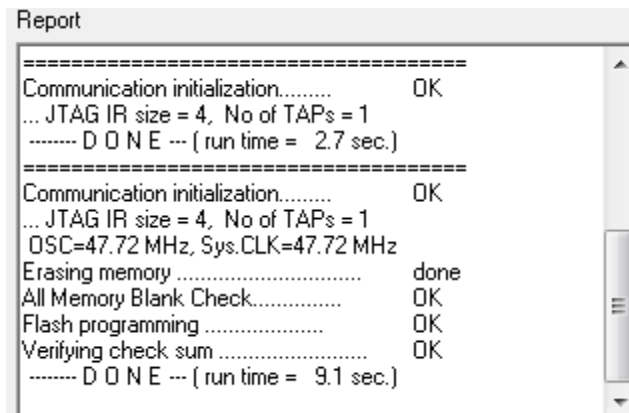 Report
=====================================
Communication initialization......... OK
... JTAG IR size = 4, No of TAPs = 1
-------- D O N E --- ( run time = 2.7 sec.)
=====================================
Communication initialization......... OK
... JTAG IR size = 4, No of TAPs = 1
OSC=47.72 MHz, Sys.CLK=47.72 MHz
Erasing memory ............................... done
All Memory Blank Check............... OK
Flash programming .................... OK
Verifying check sum ......................... OK
-------- D O N E --- ( run time = 9.1 sec.)